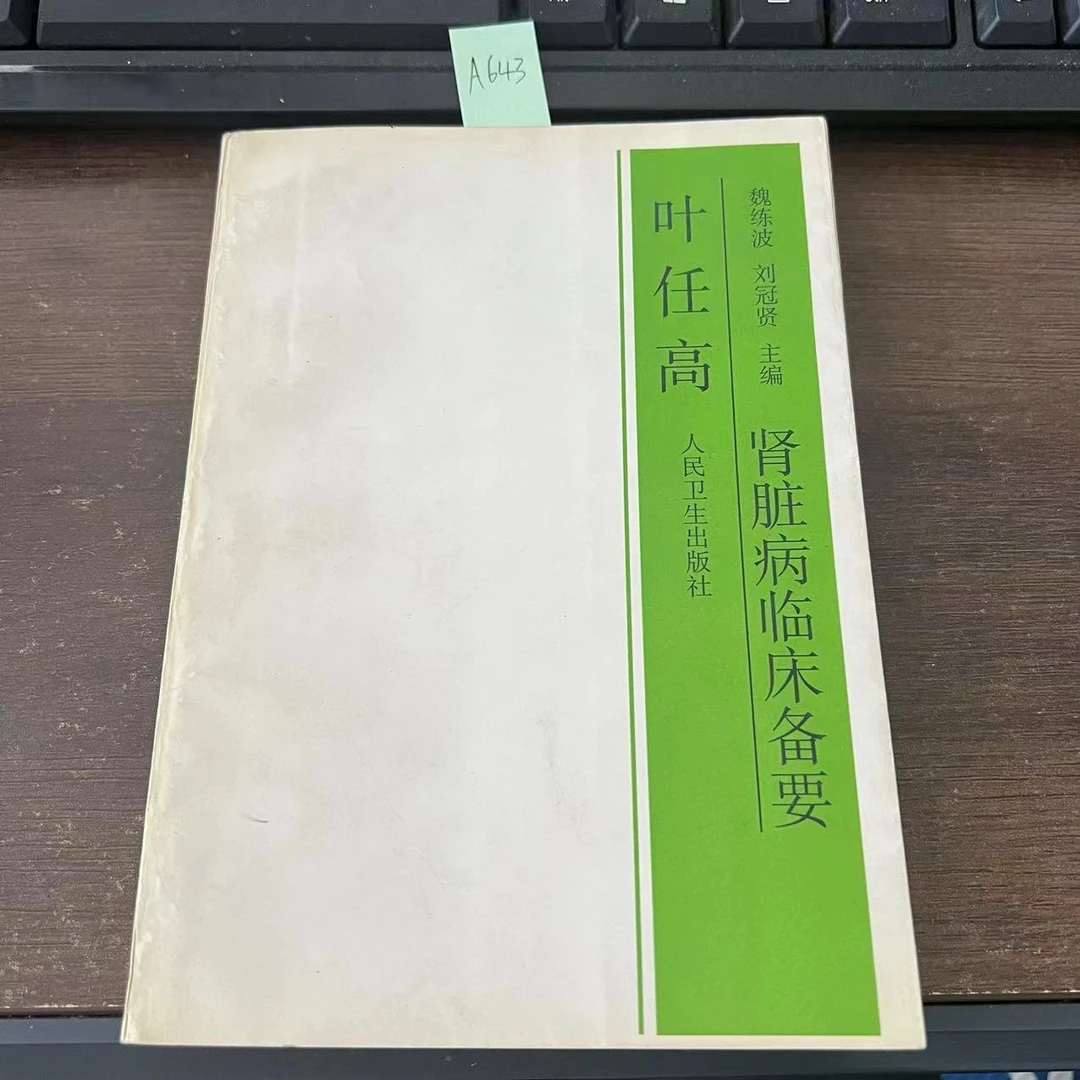 A643
魏练波 刘冠贤 主编
肾脏病临床备要
叶任高
人民卫生出版社